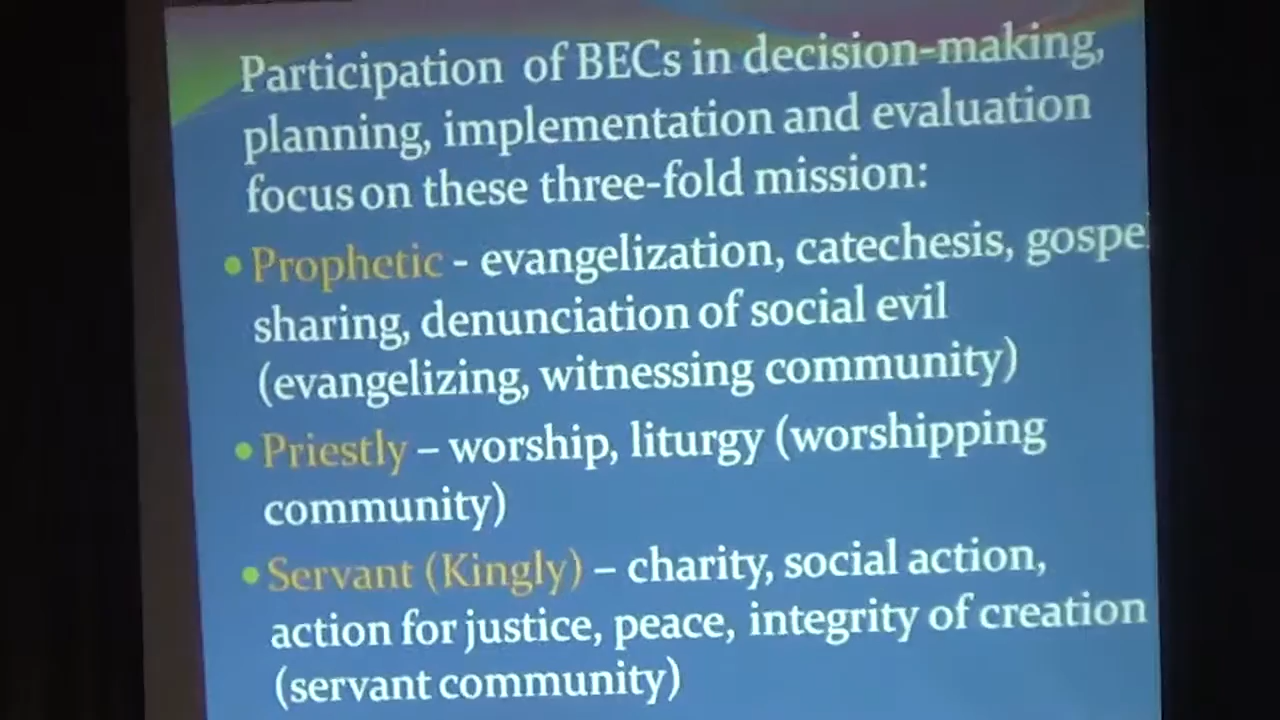 Participation of BECs in decision-making,
planning, implementation and evaluation
focus on these three-fold mission:
• Prophetic - evangelization, catechesis, gospel
sharing, denunciation of social evil
(evangelizing, witnessing community)
• Priestly – worship, liturgy (worshipping
community)
• Servant (Kingly) – charity, social action,
action for justice, peace, integrity of creation
(servant community)